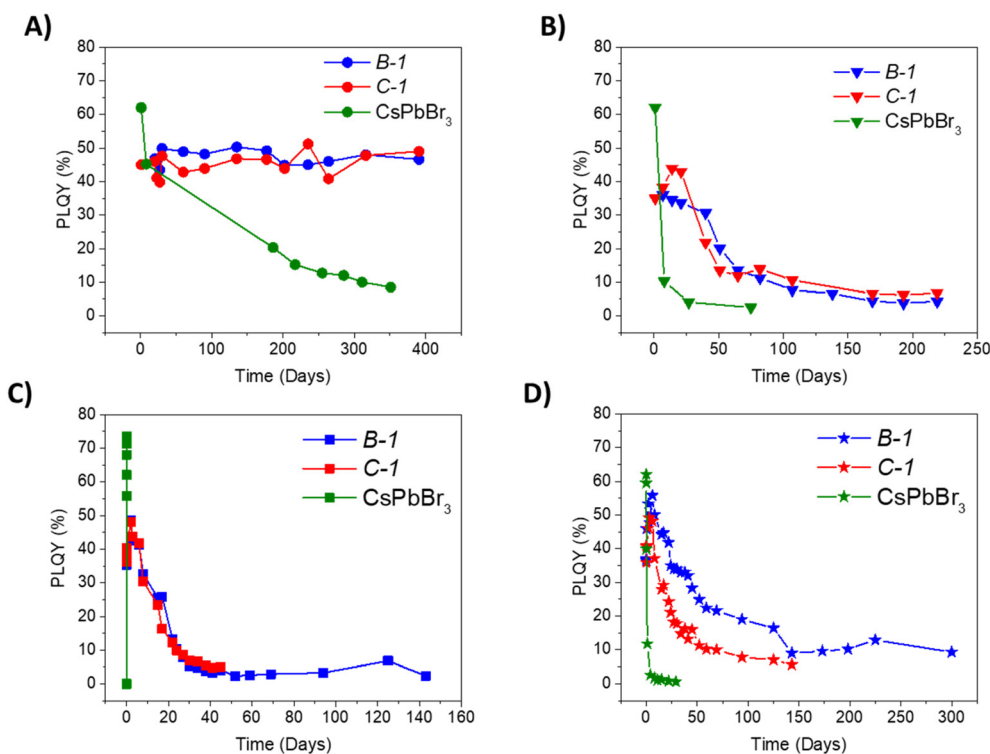 A)
B-1
C-1
CsPbBr₃
PLQY (%)
80
70
60
50
40
30
20
10
0
0 100 200 300 400
Time (Days)
B)
B-1
C-1
CsPbBr₃
PLQY (%)
80
70
60
50
40
30
20
10
0
0 50 100 150 200 250
Time (Days)
C)
B-1
C-1
CsPbBr₃
PLQY (%)
80
70
60
50
40
30
20
10
0
0 20 40 60 80 100 120 140 160
Time (Days)
D)
B-1
C-1
CsPbBr₃
PLQY (%)
80
70
60
50
40
30
20
10
0
0 50 100 150 200 250 300
Time (Days)